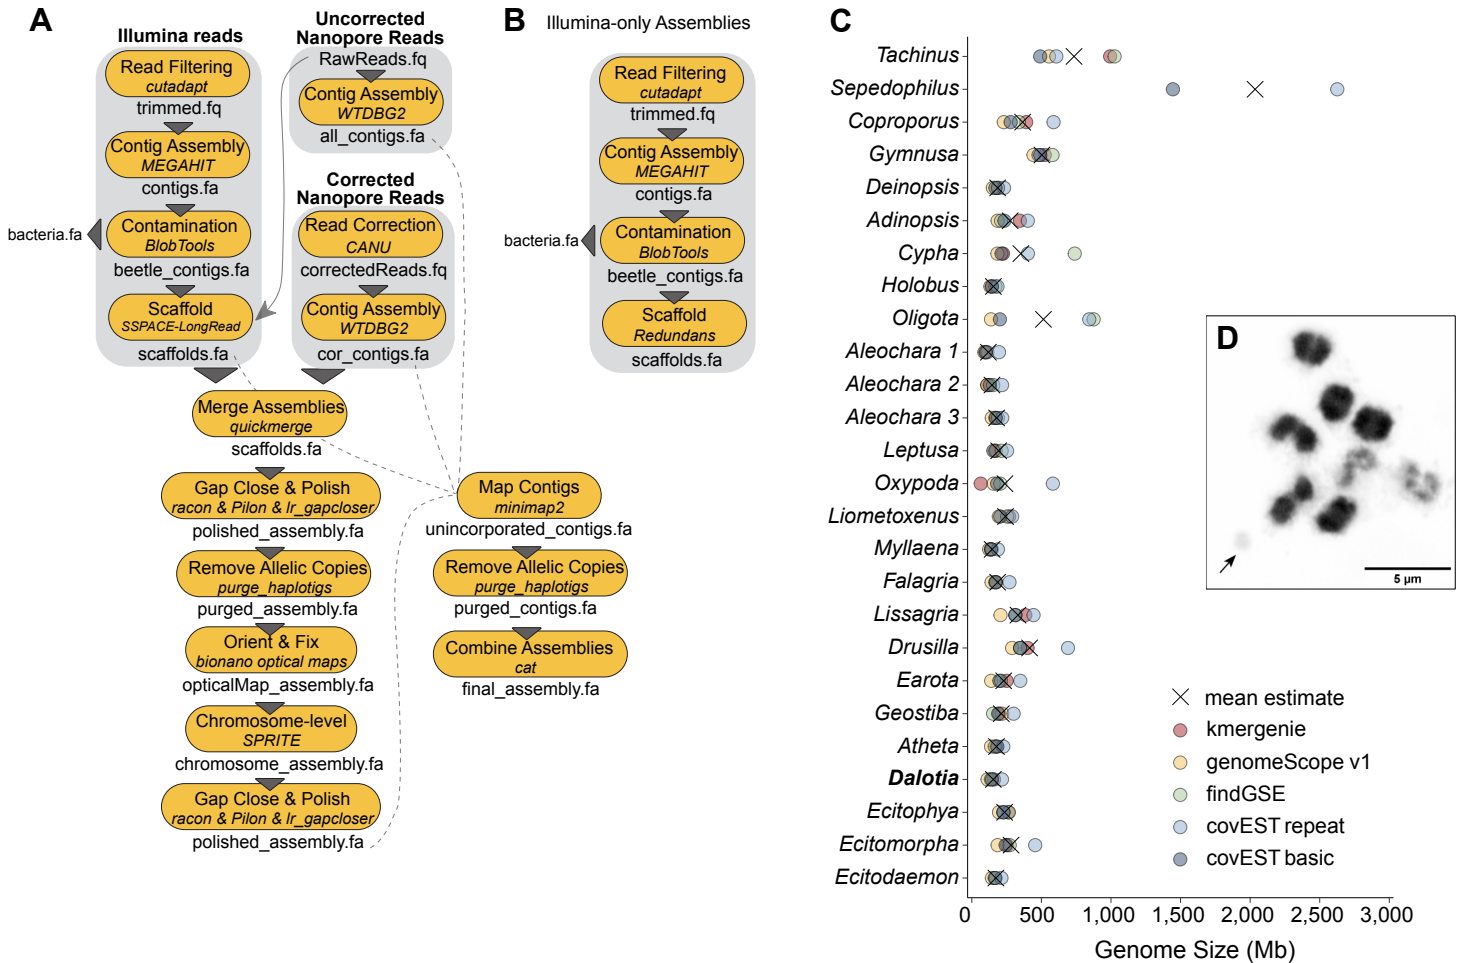 A
Illumina reads
Read Filtering
cutadapt
trimmed.fq
Contig Assembly
MEGAHIT
contigs.fa
Contamination
BlobTools
bacteria.fa
beetle_contigs.fa
Scaffold
SSPACE-LongRead
scaffolds.fa
Uncorrected
Nanopore Reads
RawReads.fq
Contig Assembly
WTDBG2
all_contigs.fa
Corrected
Nanopore Reads
Read Correction
CANU
correctedReads.fq
Contig Assembly
WTDBG2
cor_contigs.fa
Merge Assemblies
quickmerge
scaffolds.fa
Gap Close & Polish
racon & Pilon & lr_gapcloser
polished_assembly.fa
Remove Allelic Copies
purge_haplotigs
purged_assembly.fa
Orient & Fix
bionano optical maps
opticalMap_assembly.fa
Chromosome-level
SPRITE
chromosome_assembly.fa
Gap Close & Polish
racon & Pilon & lr_gapcloser
polished_assembly.fa
Map Contigs
minimap2
unincorporated_contigs.fa
Remove Allelic Copies
purge_haplotigs
purged_contigs.fa
Combine Assemblies
cat
final_assembly.fa
B
Illumina-only Assemblies
Read Filtering
cutadapt
trimmed.fq
Contig Assembly
MEGAHIT
contigs.fa
Contamination
BlobTools
bacteria.fa
beetle_contigs.fa
Scaffold
Redundans
scaffolds.fa
C
Tachinus
Sepedophilus
Coproporus
Gymnusa
Deinopsis
Adinopsis
Cypha
Holobus
Oligota
Aleochara 1
Aleochara 2
Aleochara 3
Leptusa
Oxypoda
Liometoxenus
Myllaena
Falagria
Lissagria
Drusilla
Earota
Geostiba
Atheta
Dalotia
Ecitophya
Ecitomorpha
Ecitodaemon
0 500 1,000 1,500 2,000 2,500 3,000
Genome Size (Mb)
mean estimate
kmergenie
genomeScope v1
findGSE
covEST repeat
covEST basic
D
5 µm